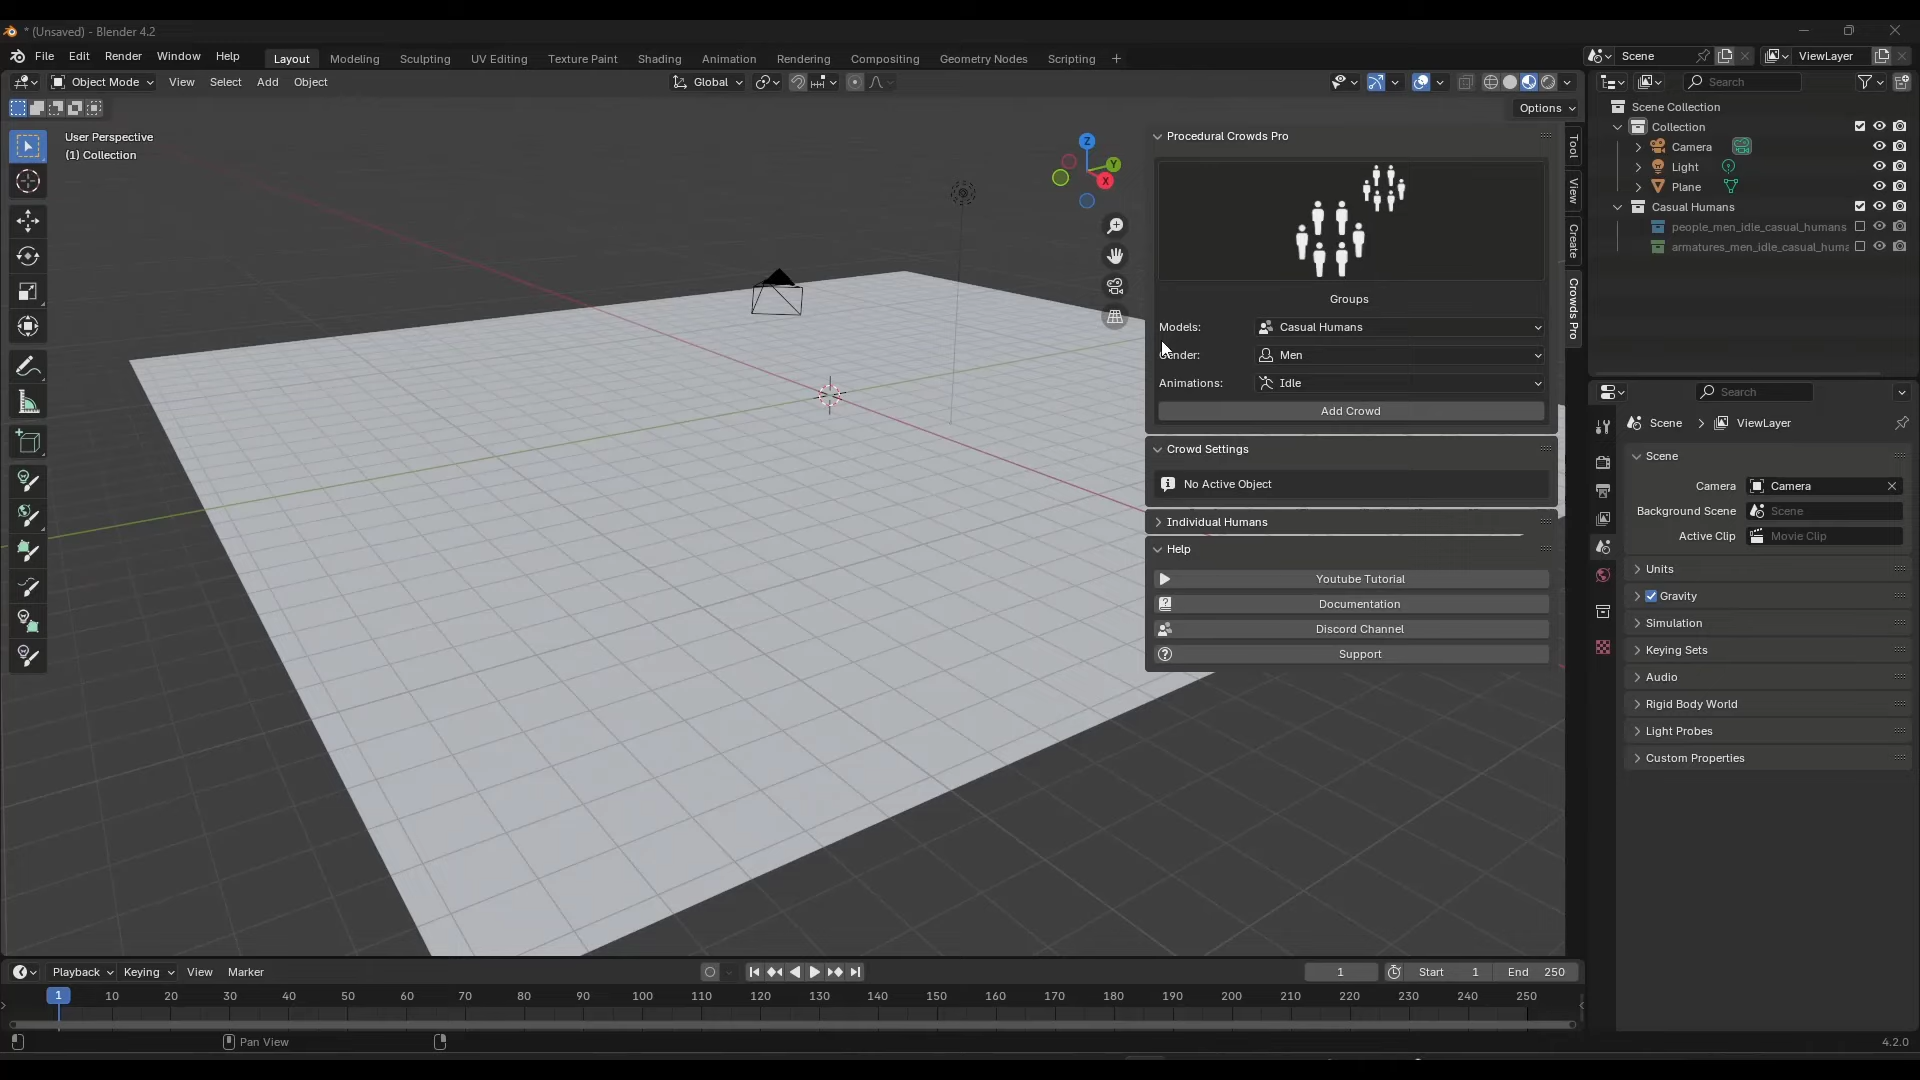 * (Unsaved) - Blender 4.2
File Edit Render Window Help
Layout Modeling Sculpting UV Editing Texture Paint Shading Animation Rendering Compositing Geometry Nodes Scripting +
Scene
ViewLayer
Object Mode View Select Add Object
Global
Search
Options
User Perspective
(1) Collection
Z
Y
X
Procedural Crowds Pro
Groups
Models: Casual Humans
Gender: Men
Animations: Idle
Add Crowd
Crowd Settings
No Active Object
Individual Humans
Help
Youtube Tutorial
Documentation
Discord Channel
Support
Tool
View
Create
Crowds Pro
Scene Collection
Collection
Camera
Light
Plane
Casual Humans
people_men_idle_casual_humans
armatures_men_idle_casual_huma
Search
Scene > ViewLayer
Scene
Camera Camera
Background Scene Scene
Active Clip Movie Clip
Units
Gravity
Simulation
Keying Sets
Audio
Rigid Body World
Light Probes
Custom Properties
Playback Keying View Marker
1 Start 1 End 250
1 10 20 30 40 50 60 70 80 90 100 110 120 130 140 150 160 170 180 190 200 210 220 230 240 250
Pan View
4.2.0